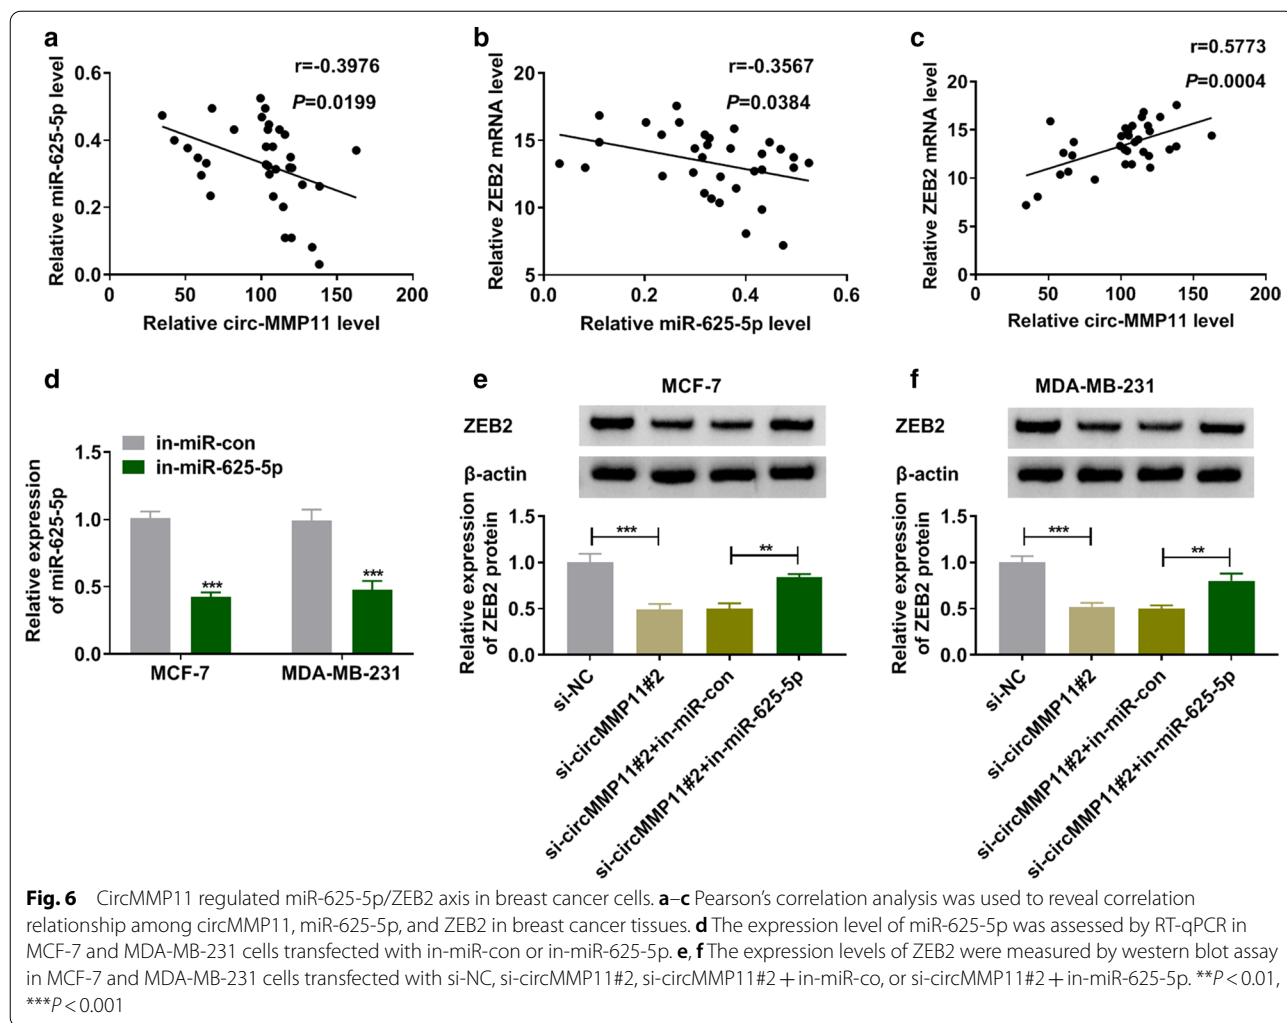 a
r=-0.3976
P=0.0199
Relative miR-625-5p level
0.6
0.4
0.2
0.0
0
50
100
150
200
Relative circ-MMP11 level
b
r=-0.3567
P=0.0384
Relative ZEB2 mRNA level
20
15
10
5
0.0
0.2
0.4
0.6
Relative miR-625-5p level
c
r=0.5773
P=0.0004
Relative ZEB2 mRNA level
20
15
10
5
0
0
50
100
150
200
Relative circ-MMP11 level
d
in-miR-con
in-miR-625-5p
Relative expression
of miR-625-5p
1.5
1.0
0.5
0.0
***
***
MCF-7
MDA-MB-231
e
MCF-7
ZEB2
β-actin
Relative expression
of ZEB2 protein
1.5
1.0
0.5
0.0
***
**
si-NC
si-circMMP11#2
si-circMMP11#2+in-miR-con
si-circMMP11#2+in-miR-625-5p
f
MDA-MB-231
ZEB2
β-actin
Relative expression
of ZEB2 protein
1.5
1.0
0.5
0.0
***
**
si-NC
si-circMMP11#2
si-circMMP11#2+in-miR-con
si-circMMP11#2+in-miR-625-5p
Fig. 6 CircMMP11 regulated miR-625-5p/ZEB2 axis in breast cancer cells. a–c Pearson's correlation analysis was used to reveal correlation
relationship among circMMP11, miR-625-5p, and ZEB2 in breast cancer tissues. d The expression level of miR-625-5p was assessed by RT-qPCR in
MCF-7 and MDA-MB-231 cells transfected with in-miR-con or in-miR-625-5p. e, f The expression levels of ZEB2 were measured by western blot assay
in MCF-7 and MDA-MB-231 cells transfected with si-NC, si-circMMP11#2, si-circMMP11#2 + in-miR-co, or si-circMMP11#2 + in-miR-625-5p. **P < 0.01,
***P < 0.001